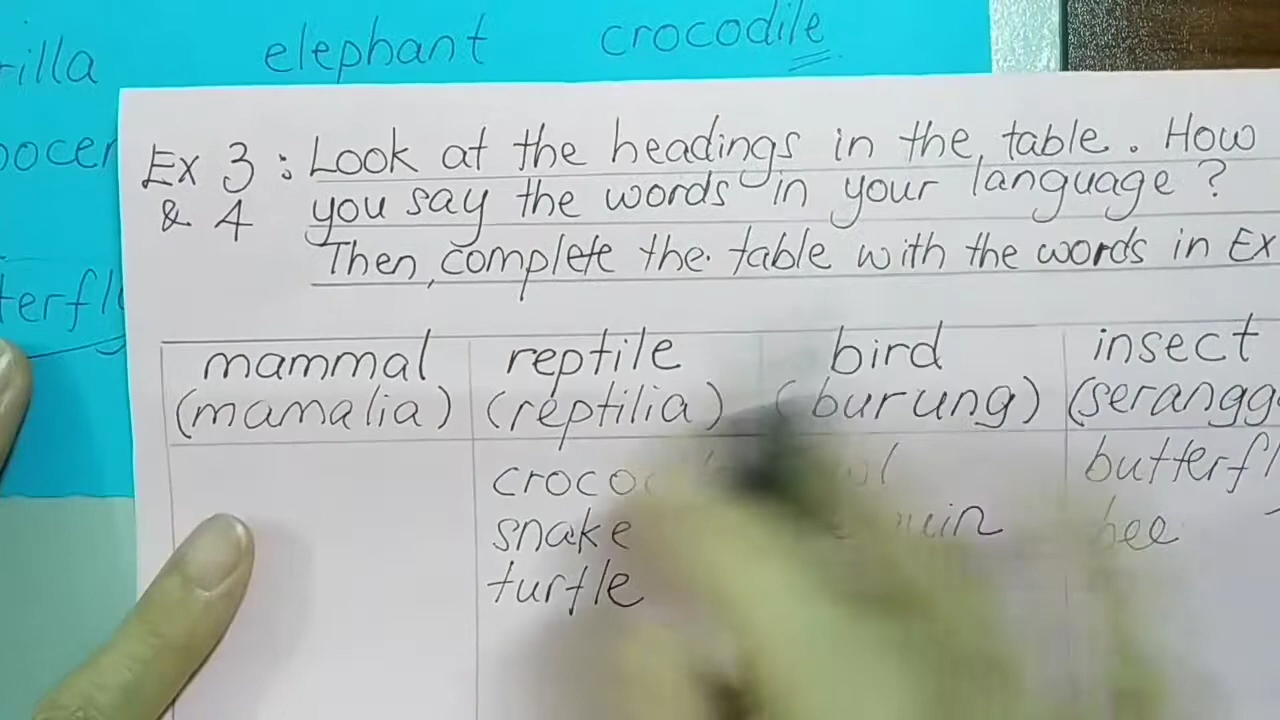 rilla elephant crocodile
Ex 3 : Look at the headings in the table. How
& 4 you say the words in your language?
Then, complete the table with the words in Ex
mammal reptile bird insect
(mamalia) (reptilia) (burung)
snake bee
turtle